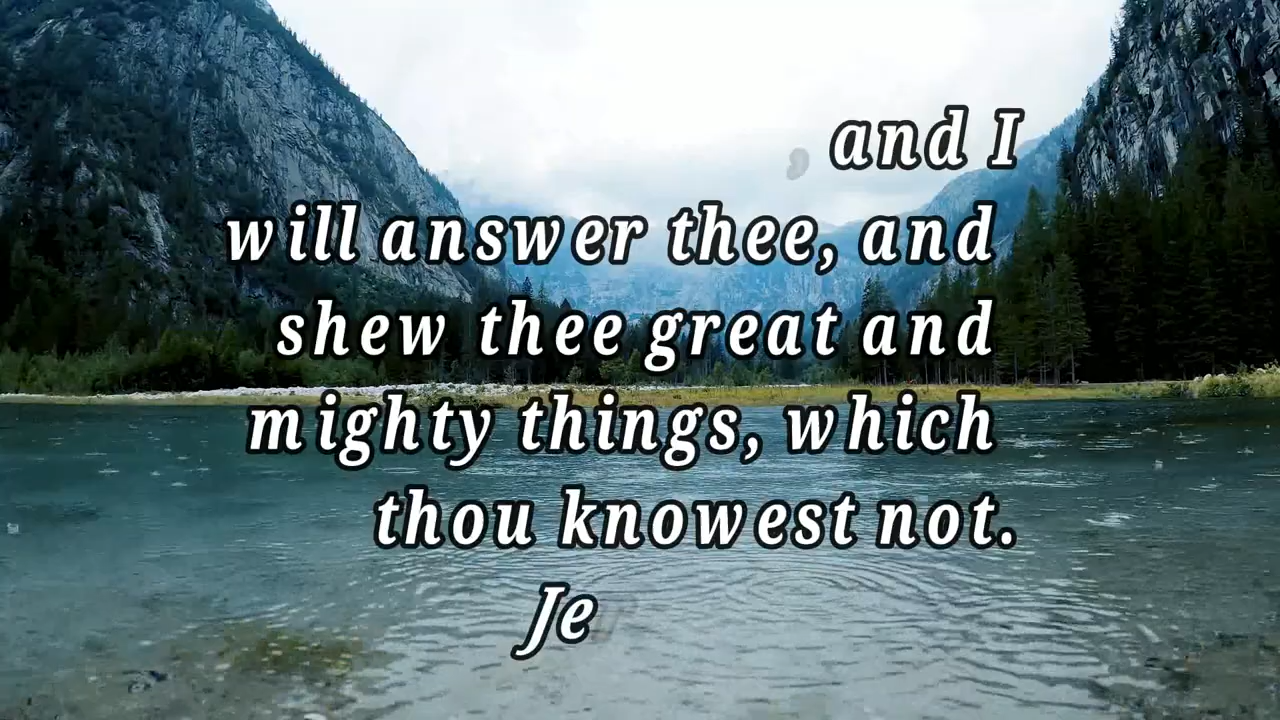 , and I
will answer thee, and
shew thee great and
mighty things, which
thou knowest not.
Je